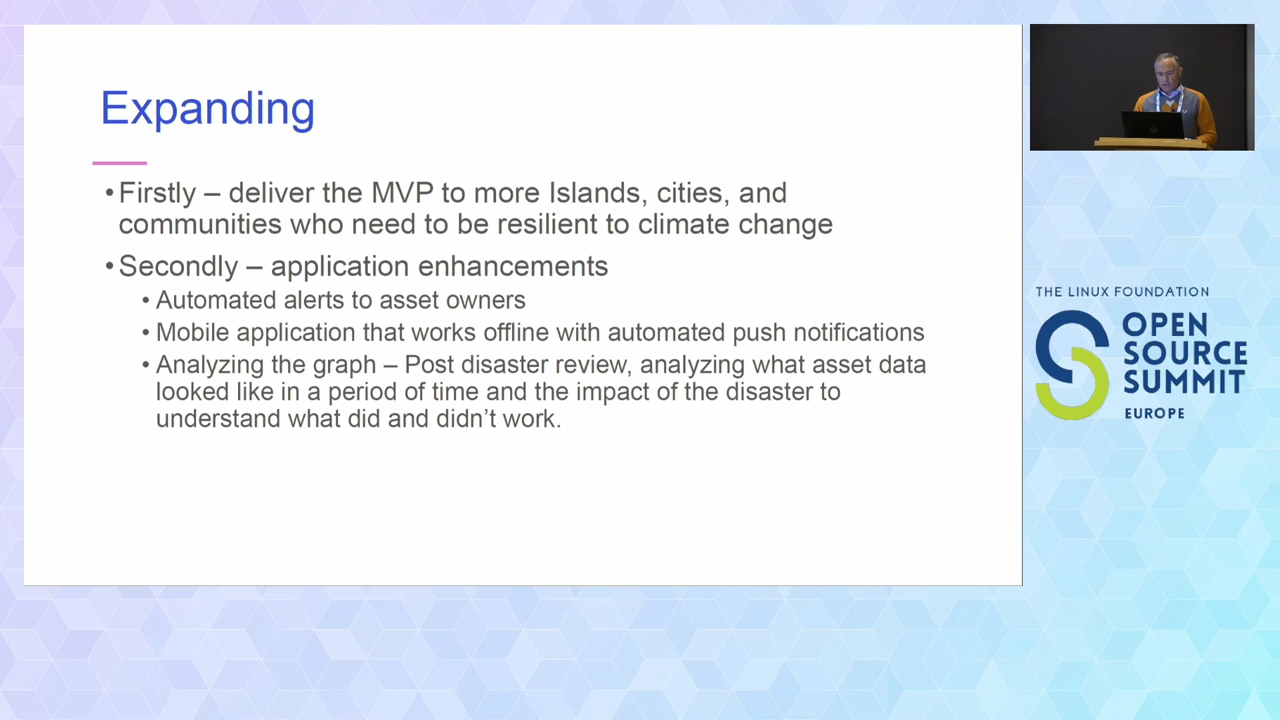 Expanding
•Firstly – deliver the MVP to more Islands, cities, and
communities who need to be resilient to climate change
•Secondly – application enhancements
• Automated alerts to asset owners
• Mobile application that works offline with automated push notifications
• Analyzing the graph – Post disaster review, analyzing what asset data
looked like in a period of time and the impact of the disaster to
understand what did and didn’t work.
THE LINUX FOUNDATION
OPEN
SOURCE
SUMMIT
EUROPE